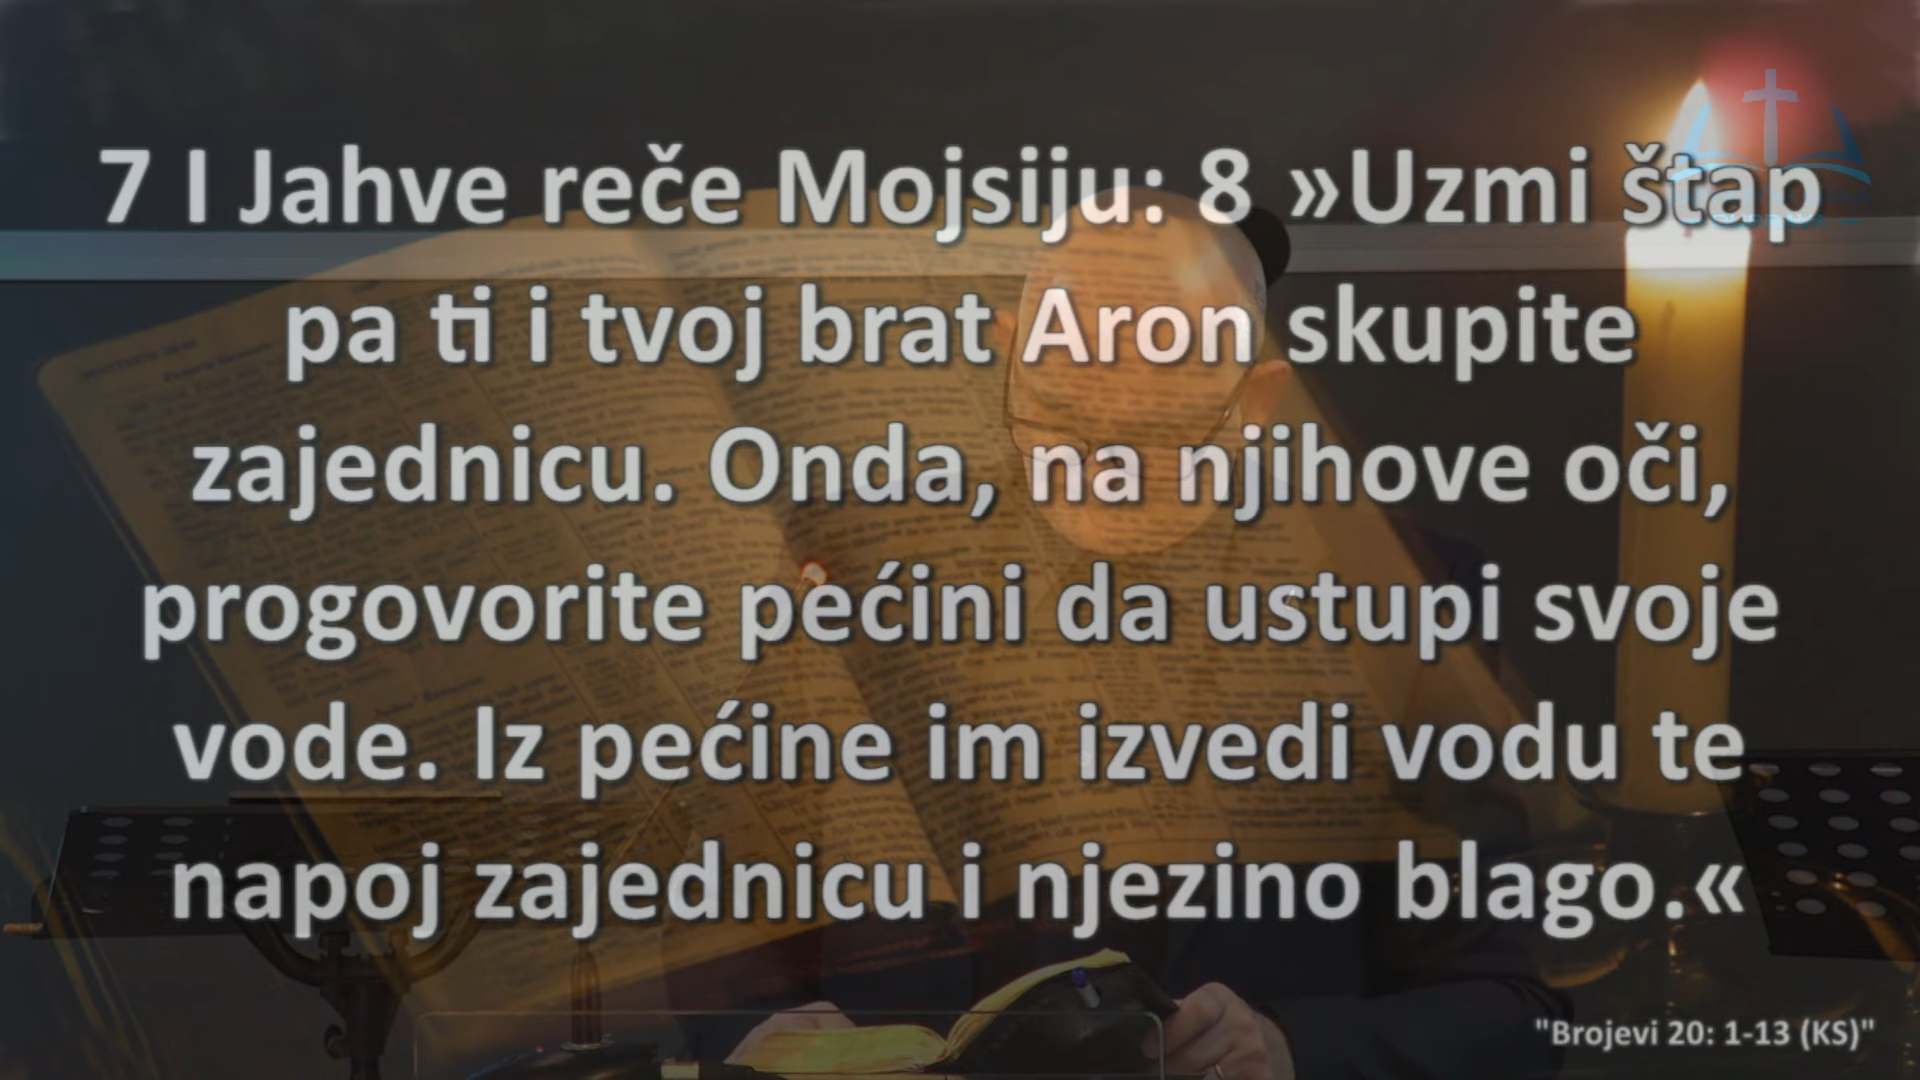 7 I Jahve reče Mojsiju: 8 »Uzmi štap
pa ti i tvoj brat Aron skupite
zajednicu. Onda, na njihove oči,
progovorite pećini da ustupi svoje
vode. Iz pećine im izvedi vodu te
napoj zajednicu i njezino blago.«
"Brojevi 20: 1-13 (KS)"